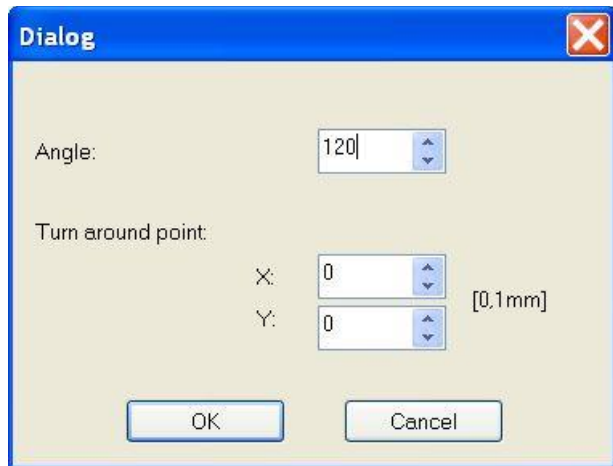 Dialog
Angle: 120
Turn around point:
X: 0
[0,1mm]
Y: 0
OK Cancel